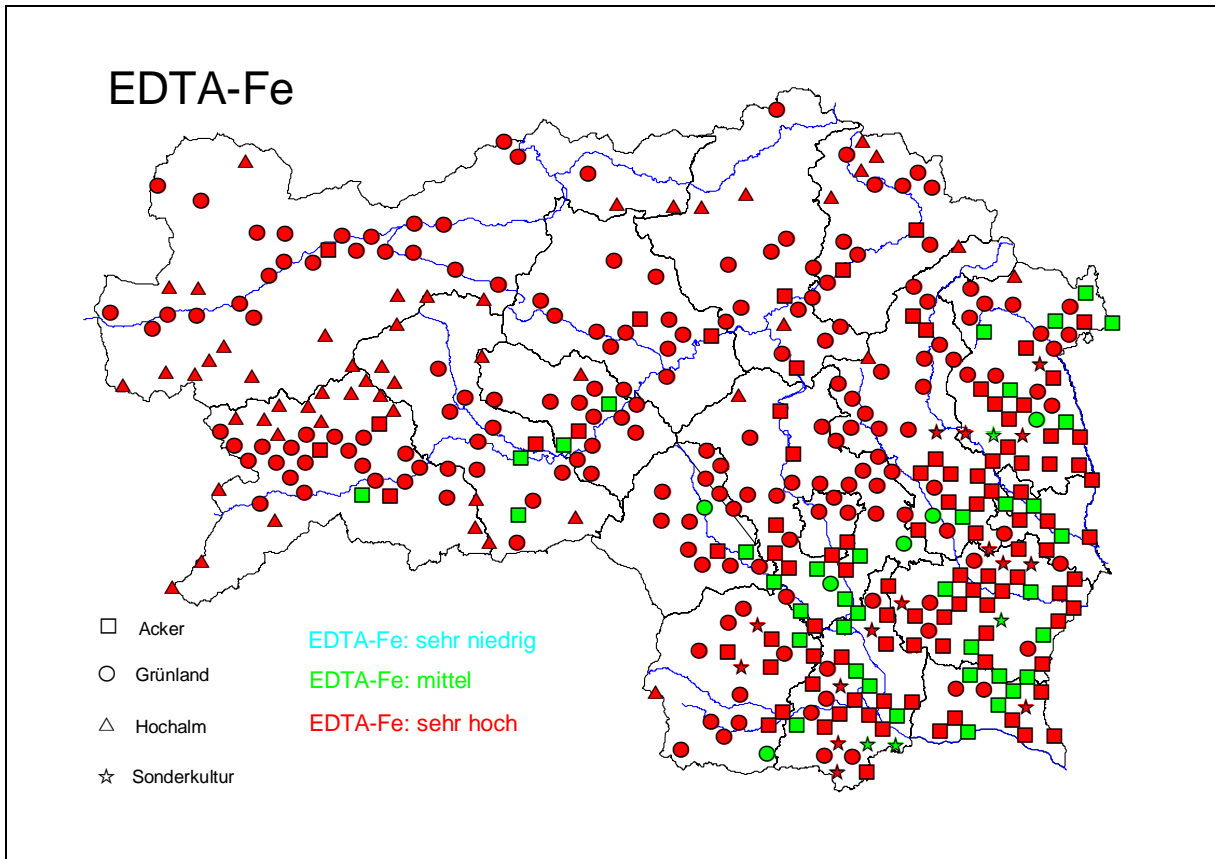 EDTA-Fe
Acker
Grünland
Hochalm
Sonderkultur
EDTA-Fe: sehr niedrig
EDTA-Fe: mittel
EDTA-Fe: sehr hoch